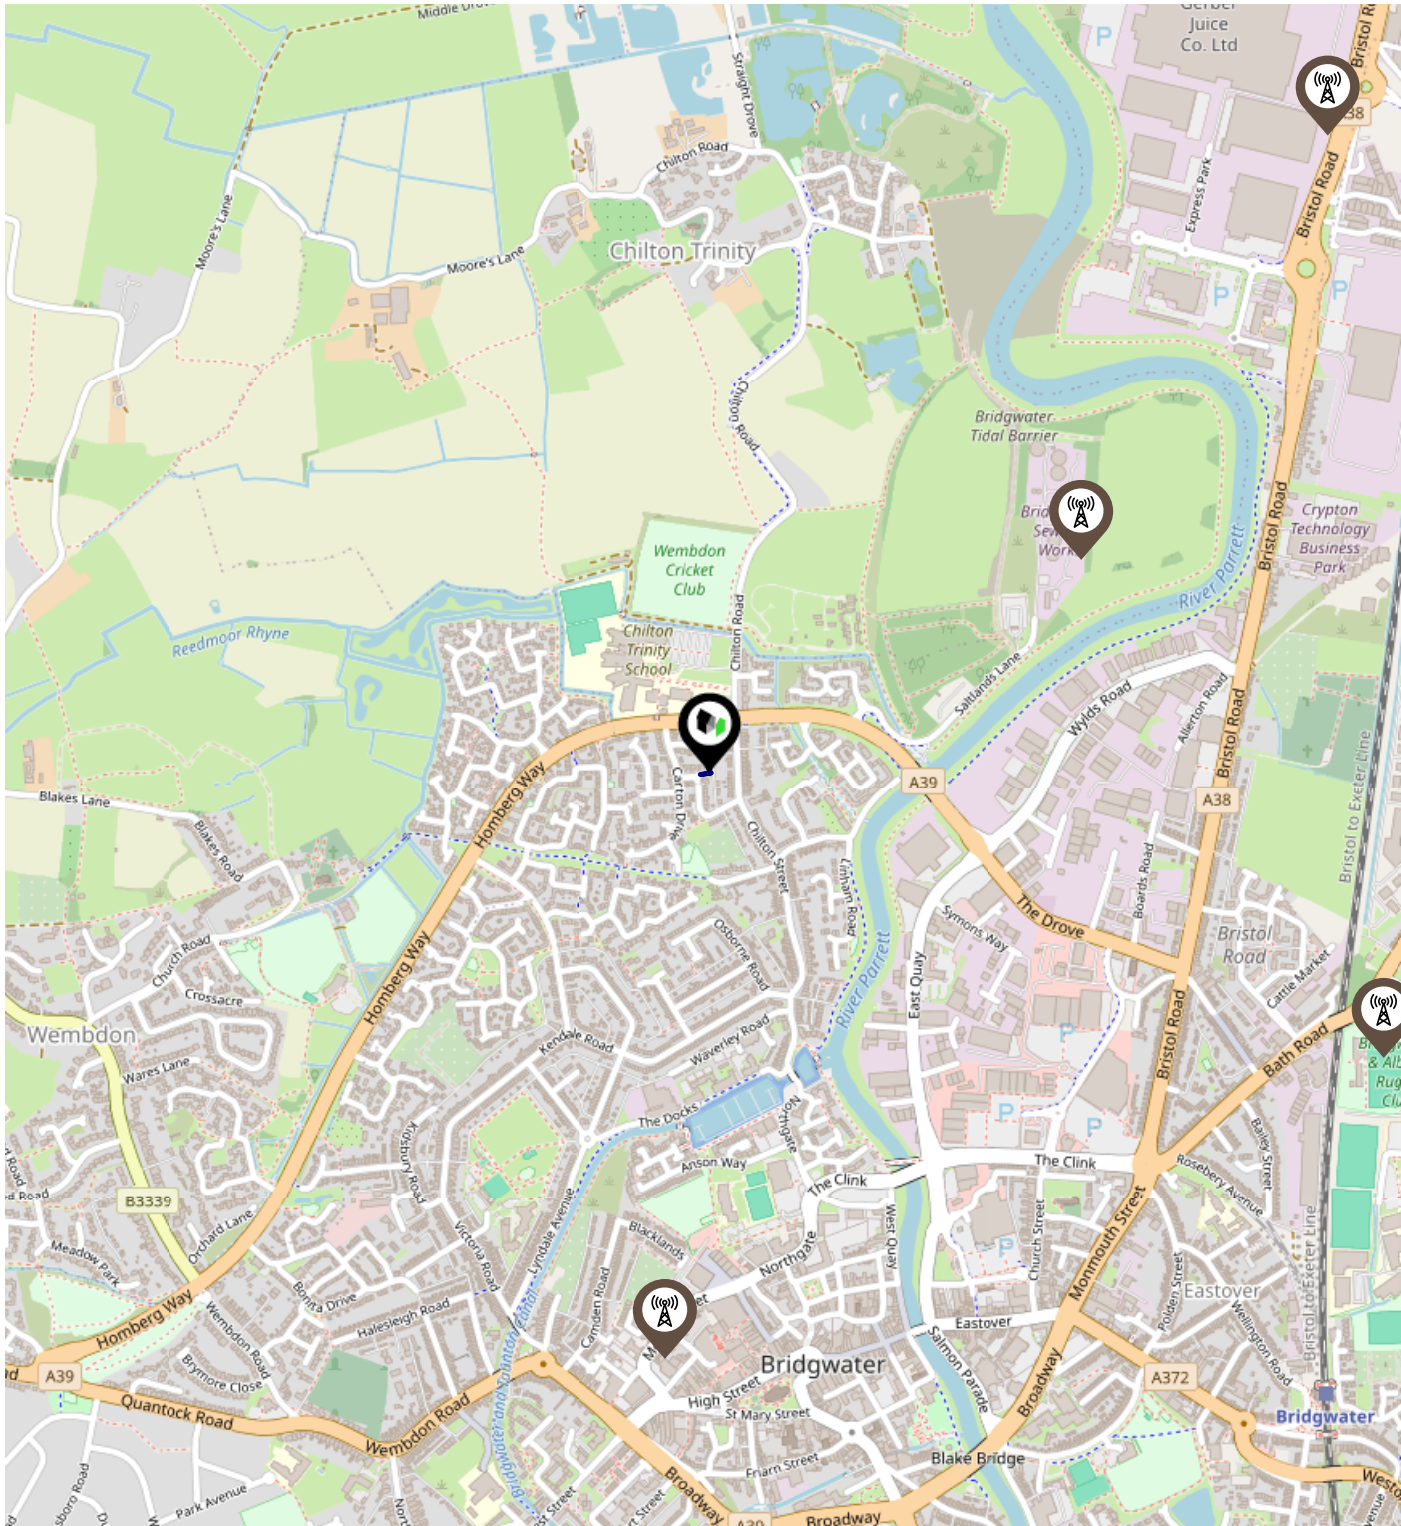 Middle Drove
Gerber
Juice
Co. Ltd
P
Bristol R
Straight Drove
38
Chilton Road
Bristol Road
Express Park
Moore's Lane
Chilton Trinity
Moore's Lane
P
P
Chilton Road
Bridgwater
Tidal Barrier
Bristol Road
Crypton
Technology
Business
Park
Wembdon
Cricket
Club
River Parrett
Reedmoor Rhyne
Chilton
Trinity
School
Chilton Road
Saltlands Lane
Wylds Road
Allerton Road
Bristol Road
Bristol to Exeter Line
Homberg Way
Carlton Drive
A39
A38
Blakes Lane
Blakes Road
Chilton Street
Linham Road
Boards Road
The Drove
Symons Way
Bristol
Road
Church Road
Osborne Road
Cattle Market
Crossacre
Homberg Way
East Quay
River Parrett
Wembdon
Kendale Road
Waverley Road
P
Bristol Road
Bath Road
Wares Lane
The Docks
Northgate
P
P
Kidsbury Road
Bailey Street
Anson Way
The Clink
The Clink
Rosebery Avenue
B3339
Orchard Lane
Victoria Road
Lyndale Avenue
Blacklands
West Quay
Church Street
Monmouth Street
Meadow Park
Northgate
P
Polden Street
Eastover
Bristol to Exeter Line
Bonita Drive
Halesleigh Road
Camden Road
Homberg Way
Wembdon Road
Eastover
Wellington Road
Bridgwater and Taunton Canal
Salmon Parade
Bridgwater
A39
Brymore Close
High Street
A372
Quantock Road
Wembdon Road
St Mary Street
Broadway
Bridgwater
Friarn Street
Blake Bridge
Park Avenue
Broadway
Broadway
A39